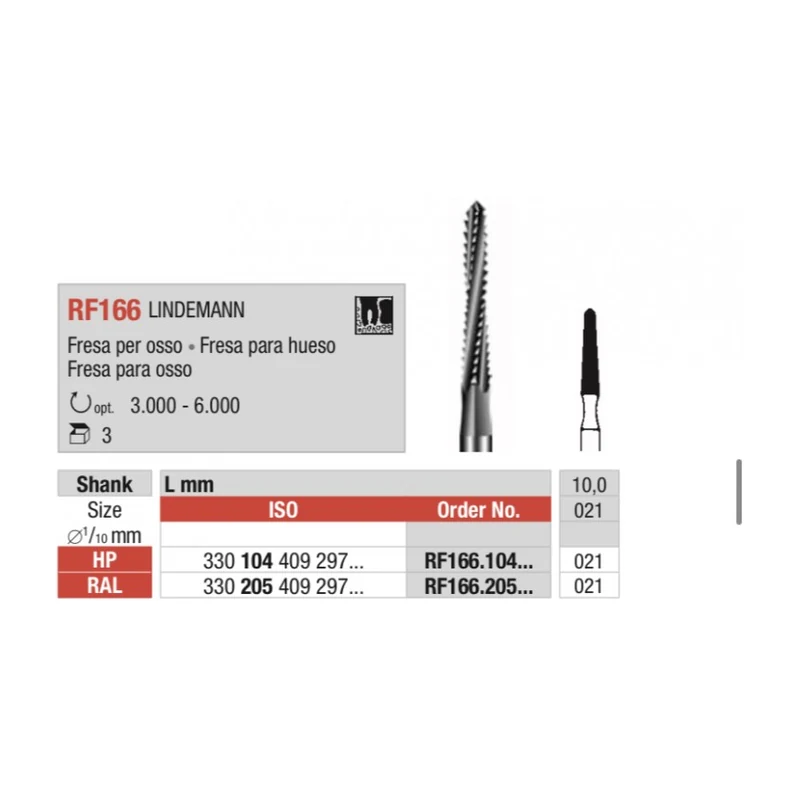 RF166 LINDEMANN
Fresa per osso • Fresa para hueso
Fresa para osso
opt. 3.000 - 6.000
3
Shank L mm 10,0
Size ISO Order No. 021
∅1/10 mm
HP 330 104 409 297... RF166.104... 021
RAL 330 205 409 297... RF166.205... 021